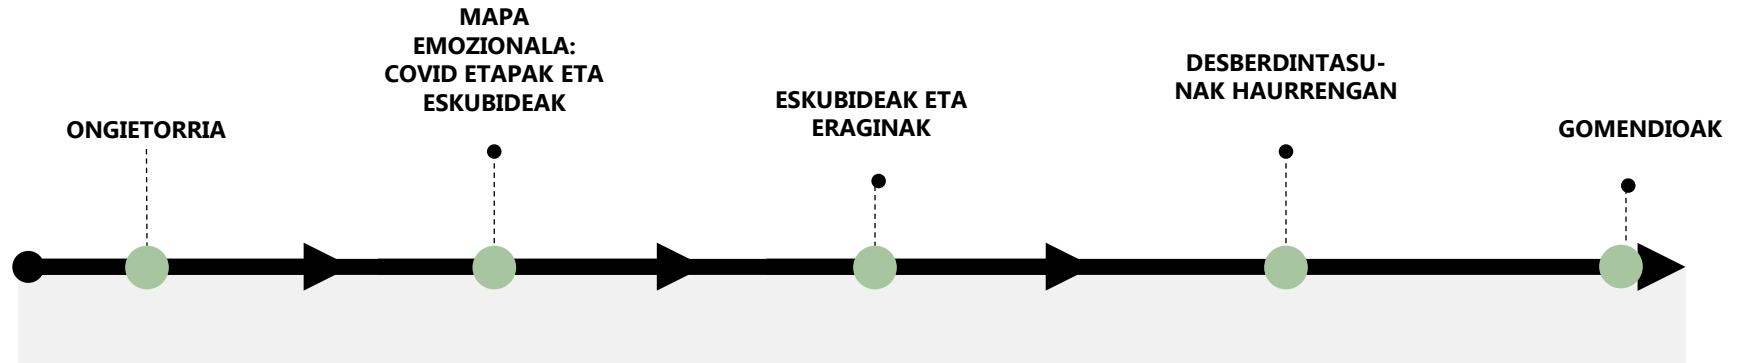 ONGIETORRIA
MAPA
EMOZIONALA:
COVID ETAPAK ETA
ESKUBIDEAK
ESKUBIDEAK ETA
ERAGINAK
DESBERDINTASU-
NAK HAURRENGAN
GOMENDIOAK